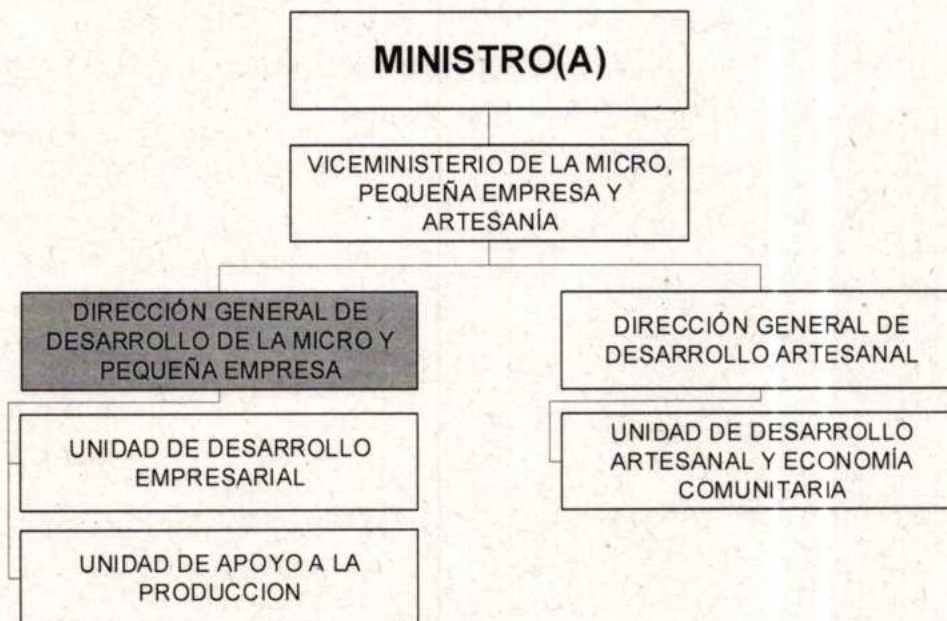 MINISTRO(A)
VICEMINISTERIO DE LA MICRO,
PEQUEÑA EMPRESA Y
ARTESANÍA
DIRECCIÓN GENERAL DE
DESARROLLO DE LA MICRO Y
PEQUEÑA EMPRESA
DIRECCIÓN GENERAL DE
DESARROLLO ARTESANAL
UNIDAD DE DESARROLLO
EMPRESARIAL
UNIDAD DE DESARROLLO
ARTESANAL Y ECONOMÍA
COMUNITARIA
UNIDAD DE APOYO A LA
PRODUCCION